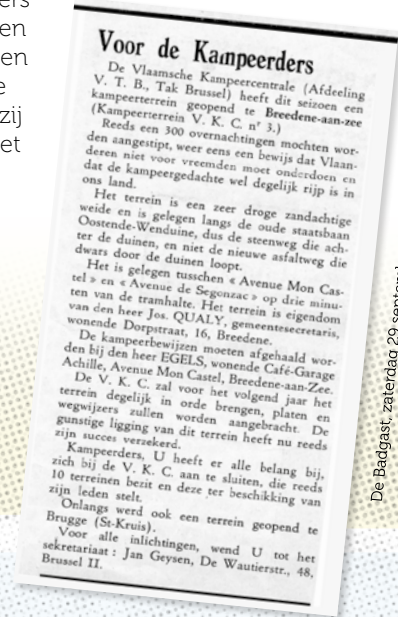 ers
en
en
e
zij
et
Voor de Kampeerders
De Vlaamsche Kampeercentrale (Afdeeling
V. T. B., Tak Brussel) heeft dit seizoen een
kampeerterrein geopend te Breedene-aan-zee
(Kampeerterrein V. K. C. nr 3.)
Reeds een 300 overnachtingen mochten wor-
den aangestipt, weer eens een bewijs dat Vlaan-
deren niet voor vreemden moet onderdoen en
dat de kampeergedachte wel degelijk rijp is in
ons land.
Het terrein is een zeer droge zandachtige
weide en is gelegen langs de oude staatsbaan
Oostende-Wenduine, dus de steenweg die ach-
ter de duinen, en niet de nieuwe asfaltweg die
dwars door de duinen loopt.
Het is gelegen tusschen « Avenue Mon Cas-
tel » en « Avenue de Segonzac » op drie minu-
ten van de tramhalte. Het terrein is eigendom
van den heer Jos. QUALY, gemeentesecretaris,
wonende Dorpstraat, 16, Breedene.
De kampeerbewijzen moeten afgehaald wor-
den bij den heer EGELS, wonende Café-Garage
Achille, Avenue Mon Castel, Breedene-aan-Zee.
De V. K. C. zal voor het volgend jaar het
terrein degelijk in orde brengen, platen en
wegwijzers zullen worden aangebracht. De
gunstige ligging van dit terrein heeft nu reeds
zijn succes verzekerd.
Kampeerders, U heeft er alle belang bij,
zich bij de V. K. C. aan te sluiten, die reeds
10 terreinen bezit en deze ter beschikking van
zijn leden stelt.
Onlangs werd ook een terrein geopend te
Brugge (St-Kruis).
Voor alle inlichtingen, wend U tot het
sekretariaat : Jan Geysen, De Wautierstr., 48,
Brussel II.
De Badgast, zaterdag 29